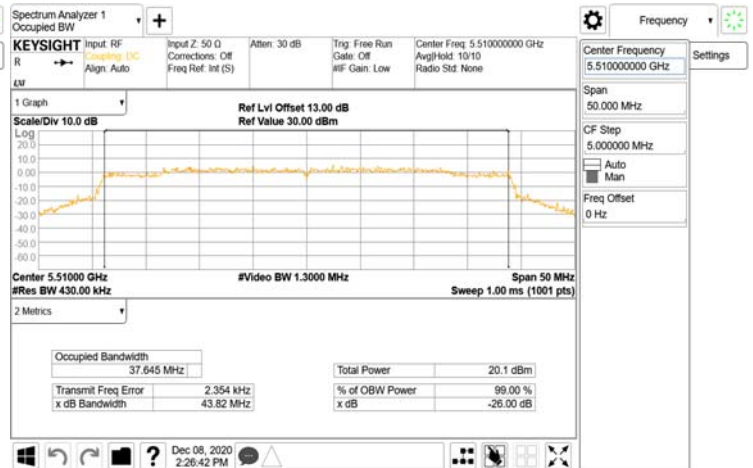 Spectrum Analyzer 1
Occupied BW
+
Frequency
KEYSIGHT
R
LXI
Input: RF
Coupling: DC
Align: Auto
Input Z: 50 Ω
Corrections: Off
Freq Ref: Int (S)
Atten: 30 dB
Trig: Free Run
Gate: Off
#IF Gain: Low
Center Freq: 5.510000000 GHz
Avg|Hold: 10/10
Radio Std: None
Center Frequency
5.510000000 GHz
Settings
Span
50.000 MHz
CF Step
5.000000 MHz
Auto
Man
Freq Offset
0 Hz
1 Graph
Scale/Div 10.0 dB
Ref Lvl Offset 13.00 dB
Ref Value 30.00 dBm
Log
20.0
10.0
0.00
-10.0
-20.0
-30.0
-40.0
-50.0
-60.0
Center 5.51000 GHz
#Res BW 430.00 kHz
#Video BW 1.3000 MHz
Span 50 MHz
Sweep 1.00 ms (1001 pts)
2 Metrics
Occupied Bandwidth
37.645 MHz
Transmit Freq Error 2.354 kHz
x dB Bandwidth 43.82 MHz
Total Power 20.1 dBm
% of OBW Power 99.00 %
x dB -26.00 dB
?
Dec 08, 2020
2:26:42 PM